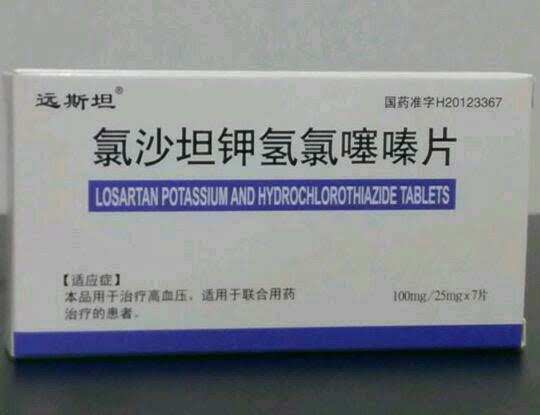 远斯坦®
国药准字H20123367
氯沙坦钾氢氯噻嗪片
LOSARTAN POTASSIUM AND HYDROCHLOROTHIAZIDE TABLETS
【适应症】
本品用于治疗高血压，适用于联合用药
治疗的患者。
100mg/25mg×7片